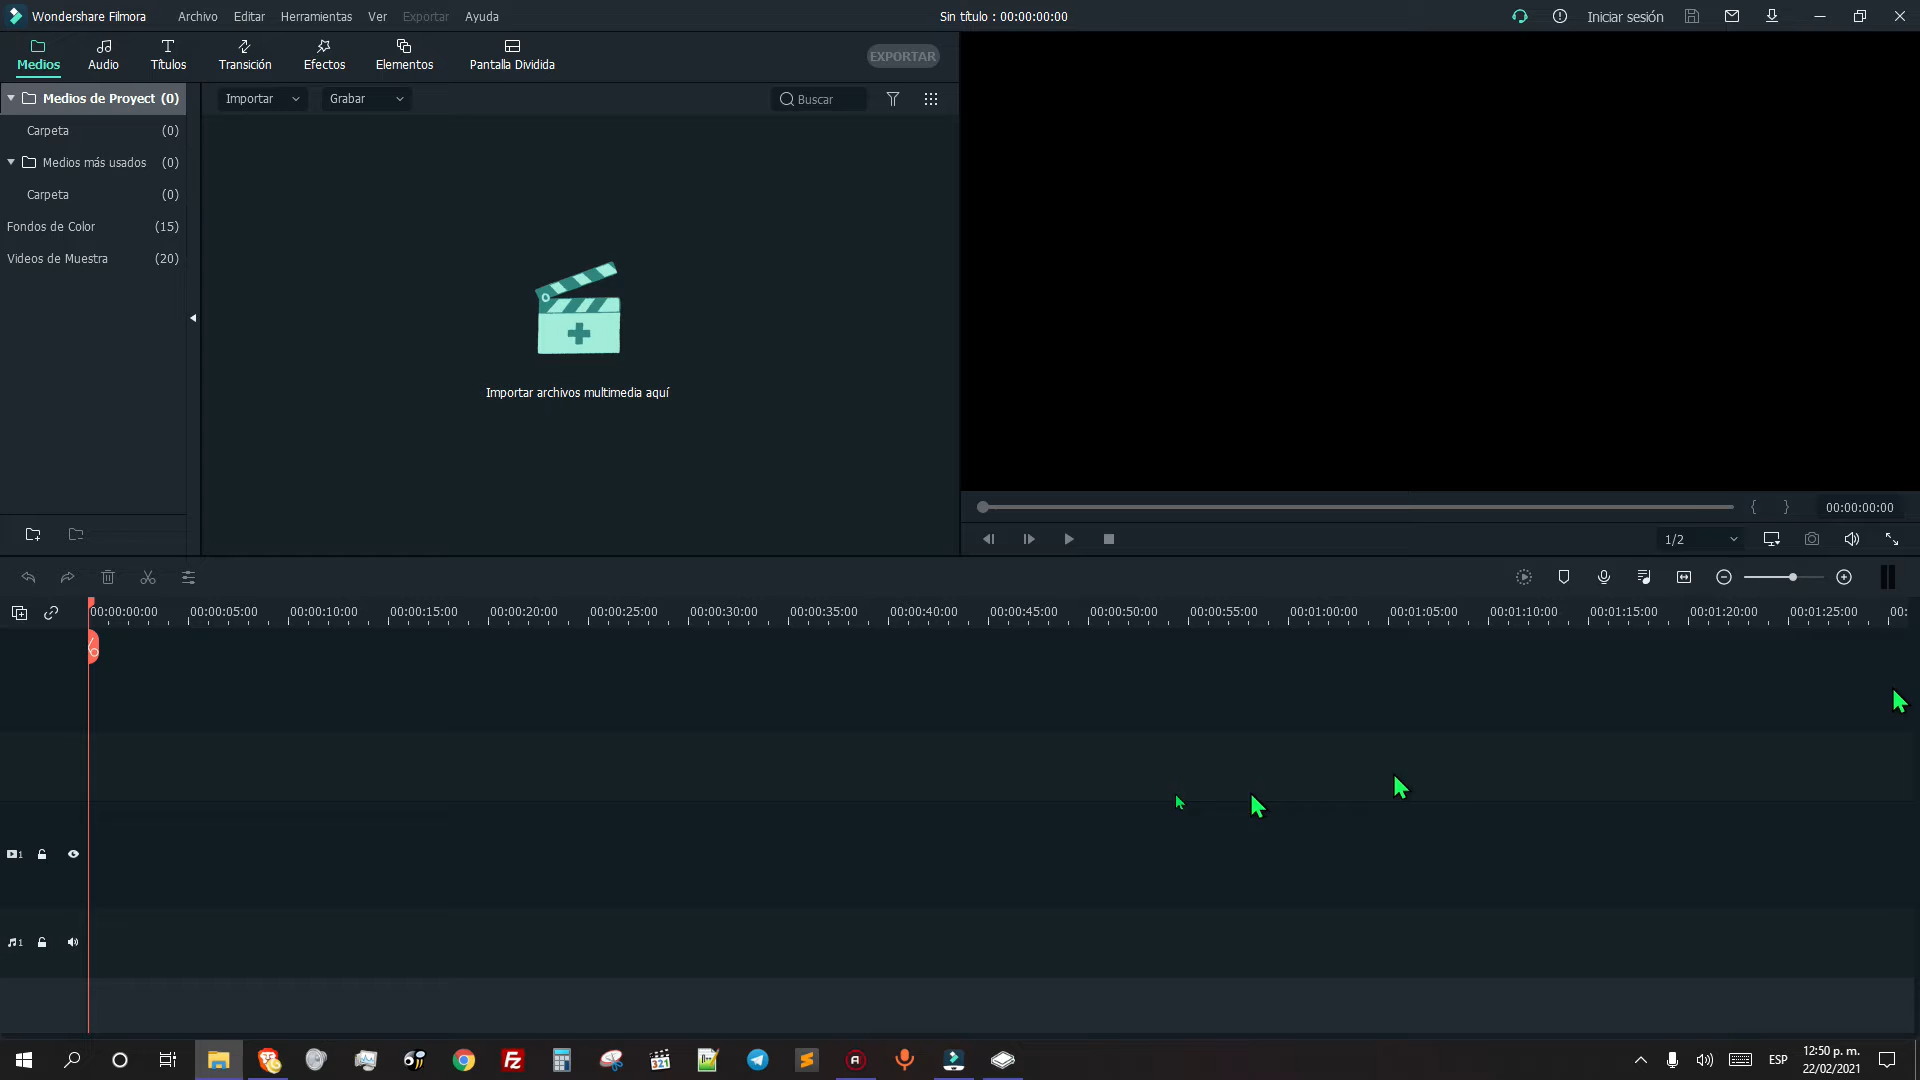 Wondershare Filmora Archivo Editar Herramientas Ver Exportar Ayuda Sin título : 00:00:00:00 Iniciar sesión
Medios Audio Títulos Transición Efectos Elementos Pantalla Dividida EXPORTAR
Medios de Proyect (0) Importar Grabar Buscar
Carpeta (0)
Medios más usados (0)
Carpeta (0)
Fondos de Color (15)
Videos de Muestra (20)
Importar archivos multimedia aquí
{ } 00:00:00:00
1/2
00:00:00:00 00:00:05:00 00:00:10:00 00:00:15:00 00:00:20:00 00:00:25:00 00:00:30:00 00:00:35:00 00:00:40:00 00:00:45:00 00:00:50:00 00:00:55:00 00:01:00:00 00:01:05:00 00:01:10:00 00:01:15:00 00:01:20:00 00:01:25:00 00:
1
1
321
ESP 12:50 p. m.
22/02/2021